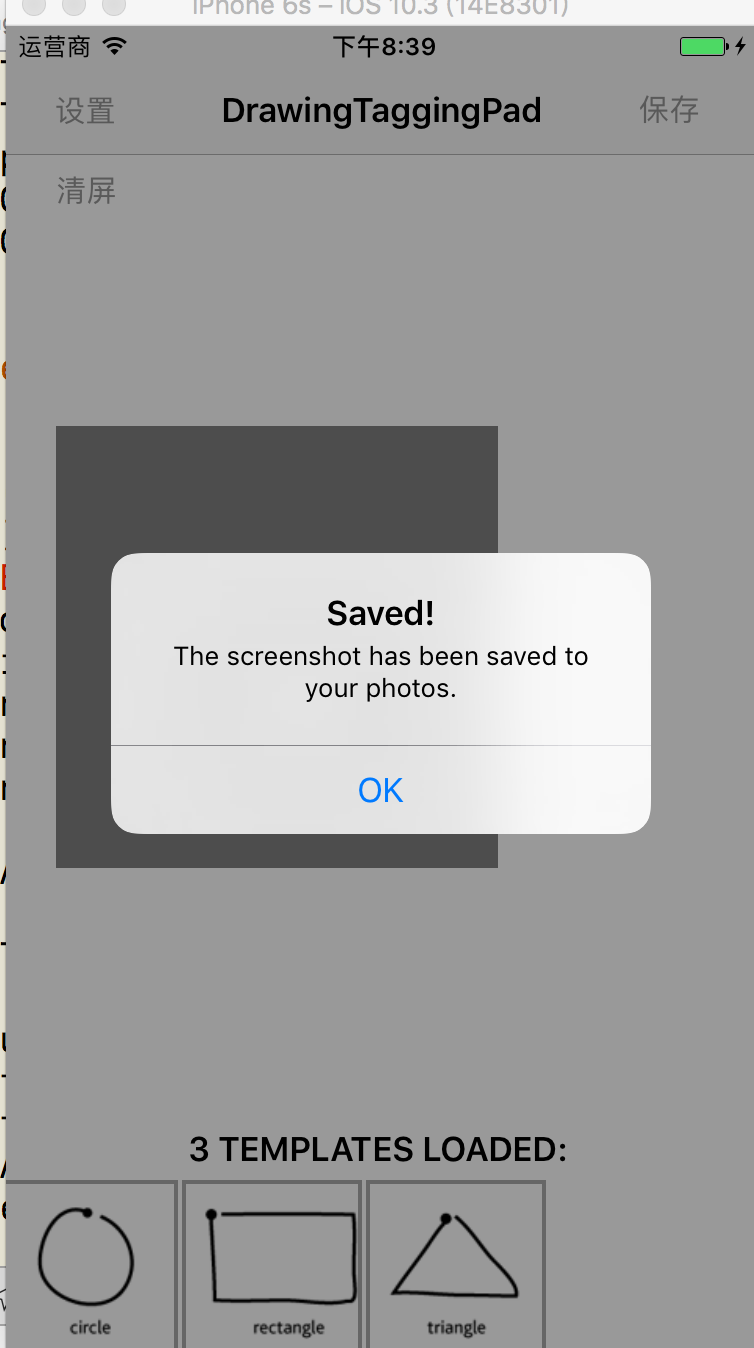 iPhone 6s – iOS 10.3 (14E8301)
运营商 下午8:39
设置 DrawingTaggingPad 保存
清屏
Saved!
The screenshot has been saved to
your photos.
OK
3 TEMPLATES LOADED:
circle rectangle triangle